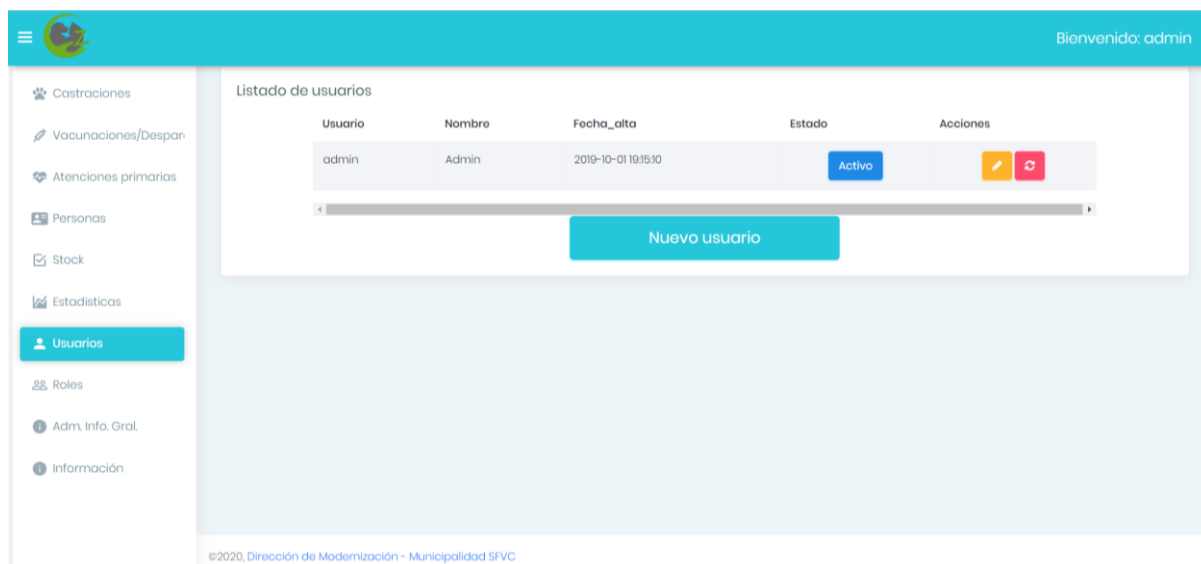 Bienvenido: admin
Castraciones
Vacunaciones/Despar
Atenciones primarias
Personas
Stock
Estadisticas
Usuarios
Roles
Adm. Info. Gral.
Información
Listado de usuarios
Usuario Nombre Fecha_alta Estado Acciones
admin Admin 2019-10-01 19:15:10 Activo
Nuevo usuario
©2020, Dirección de Modernización - Municipalidad SFVC